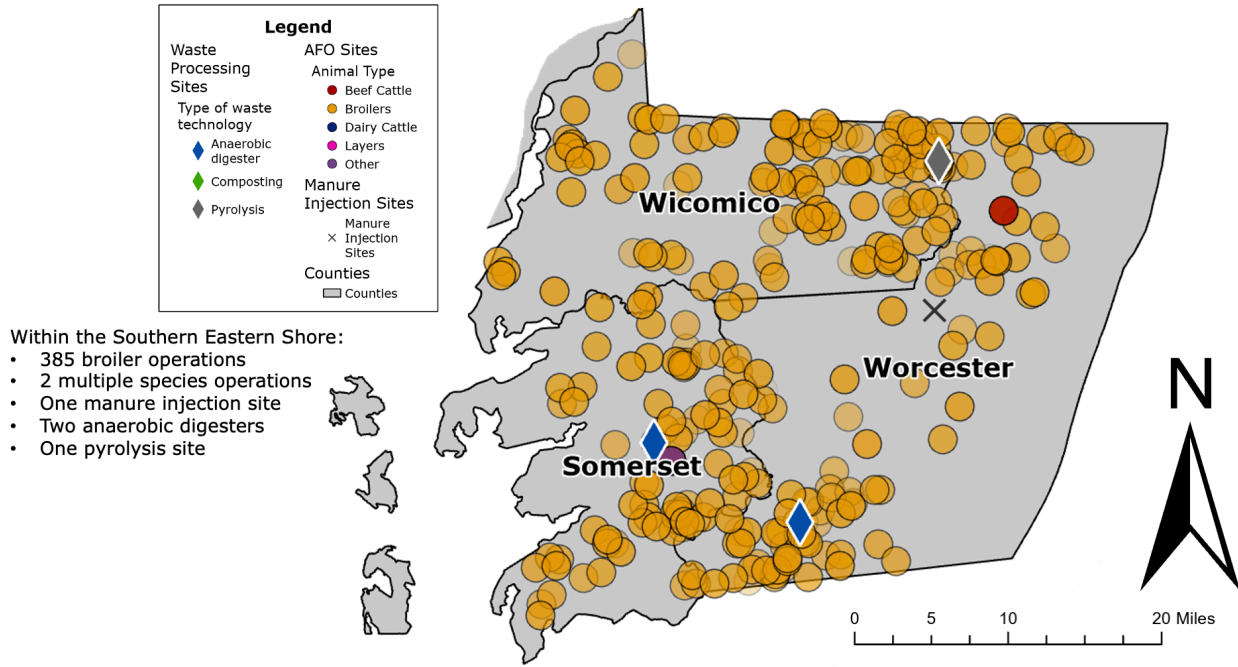 Legend
Waste
Processing
Sites
Type of waste
technology
Anaerobic
digester
Composting
Pyrolysis
AFO Sites
Animal Type
Beef Cattle
Broilers
Dairy Cattle
Layers
Other
Manure
Injection Sites
Manure
Injection
Sites
Counties
Counties
Within the Southern Eastern Shore:
• 385 broiler operations
• 2 multiple species operations
• One manure injection site
• Two anaerobic digesters
• One pyrolysis site
Wicomico
Worcester
Somerset
N
0 5 10 20 Miles